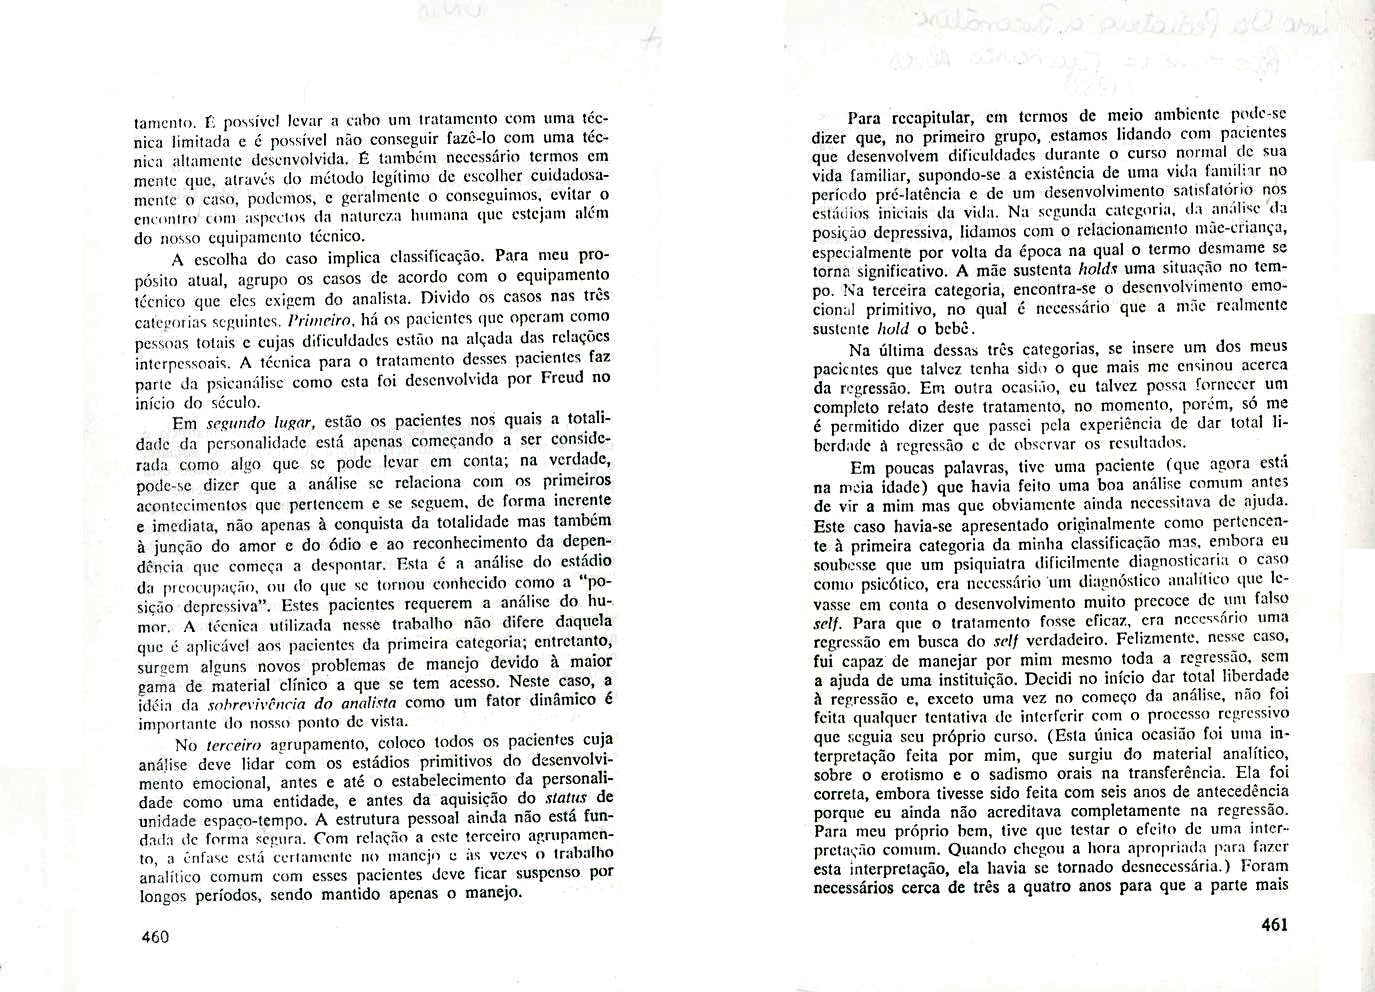 tamento. É possível levar a cabo um tratamento com uma téc-
nica limitada e é possível não conseguir fazê-lo com uma téc-
nica altamente desenvolvida. É também necessário termos em
mente que, através do método legítimo de escolher cuidadosa-
mente o caso, podemos, e geralmente o conseguimos, evitar o
encontro com aspectos da natureza humana que estejam além
do nosso equipamento técnico.
A escolha do caso implica classificação. Para meu pro-
pósito atual, agrupo os casos de acordo com o equipamento
técnico que eles exigem do analista. Divido os casos nas três
categorias seguintes. Primeiro, há os pacientes que operam como
pessoas totais e cujas dificuldades estão na alçada das relações
interpessoais. A técnica para o tratamento desses pacientes faz
parte da psicanálise como esta foi desenvolvida por Freud no
início do século.
Em segundo lugar, estão os pacientes nos quais a totali-
dade da personalidade está apenas começando a ser conside-
rada como algo que se pode levar em conta; na verdade,
pode-se dizer que a análise se relaciona com os primeiros
acontecimentos que pertencem e se seguem, de forma inerente
e imediata, não apenas à conquista da totalidade mas também
à junção do amor e do ódio e ao reconhecimento da depen-
dência que começa a despontar. Esta é a análise do estádio
da preocupação, ou do que se tornou conhecido como a "po-
sição depressiva". Estes pacientes requerem a análise do hu-
mor. A técnica utilizada nesse trabalho não difere daquela
que é aplicável aos pacientes da primeira categoria; entretanto,
surgem alguns novos problemas de manejo devido à maior
gama de material clínico a que se tem acesso. Neste caso, a
idéia da sobrevivência do analista como um fator dinâmico é
importante do nosso ponto de vista.
No terceiro agrupamento, coloco todos os pacientes cuja
análise deve lidar com os estádios primitivos do desenvolvi-
mento emocional, antes e até o estabelecimento da personali-
dade como uma entidade, e antes da aquisição do status de
unidade espaço-tempo. A estrutura pessoal ainda não está fun-
dada de forma segura. Com relação a este terceiro agrupamen-
to, a ênfase está certamente no manejo e às vezes o trabalho
analítico comum com esses pacientes deve ficar suspenso por
longos períodos, sendo mantido apenas o manejo.
460
Para recapitular, em termos de meio ambiente pode-se
dizer que, no primeiro grupo, estamos lidando com pacientes
que desenvolvem dificuldades durante o curso normal de sua
vida familiar, supondo-se a existência de uma vida familiar no
período pré-latência e de um desenvolvimento satisfatório nos
estádios iniciais da vida. Na segunda categoria, da análise da
posição depressiva, lidamos com o relacionamento mãe-criança,
especialmente por volta da época na qual o termo desmame se
torna significativo. A mãe sustenta holds uma situação no tem-
po. Na terceira categoria, encontra-se o desenvolvimento emo-
cional primitivo, no qual é necessário que a mãe realmente
sustente hold o bebê.
Na última dessas três categorias, se insere um dos meus
pacientes que talvez tenha sido o que mais me ensinou acerca
da regressão. Em outra ocasião, eu talvez possa fornecer um
completo relato deste tratamento, no momento, porém, só me
é permitido dizer que passei pela experiência de dar total li-
berdade à regressão e de observar os resultados.
Em poucas palavras, tive uma paciente (que agora está
na meia idade) que havia feito uma boa análise comum antes
de vir a mim mas que obviamente ainda necessitava de ajuda.
Este caso havia-se apresentado originalmente como pertencen-
te à primeira categoria da minha classificação mas, embora eu
soubesse que um psiquiatra dificilmente diagnosticaria o caso
como psicótico, era necessário um diagnóstico analítico que le-
vasse em conta o desenvolvimento muito precoce de um falso
self. Para que o tratamento fosse eficaz, era necessário uma
regressão em busca do self verdadeiro. Felizmente, nesse caso,
fui capaz de manejar por mim mesmo toda a regressão, sem
a ajuda de uma instituição. Decidi no início dar total liberdade
à regressão e, exceto uma vez no começo da análise, não foi
feita qualquer tentativa de interferir com o processo regressivo
que seguia seu próprio curso. (Esta única ocasião foi uma in-
terpretação feita por mim, que surgiu do material analítico,
sobre o erotismo e o sadismo orais na transferência. Ela foi
correta, embora tivesse sido feita com seis anos de antecedência
porque eu ainda não acreditava completamente na regressão.
Para meu próprio bem, tive que testar o efeito de uma inter-
pretação comum. Quando chegou a hora apropriada para fazer
esta interpretação, ela havia se tornado desnecessária.) Foram
necessários cerca de três a quatro anos para que a parte mais
461